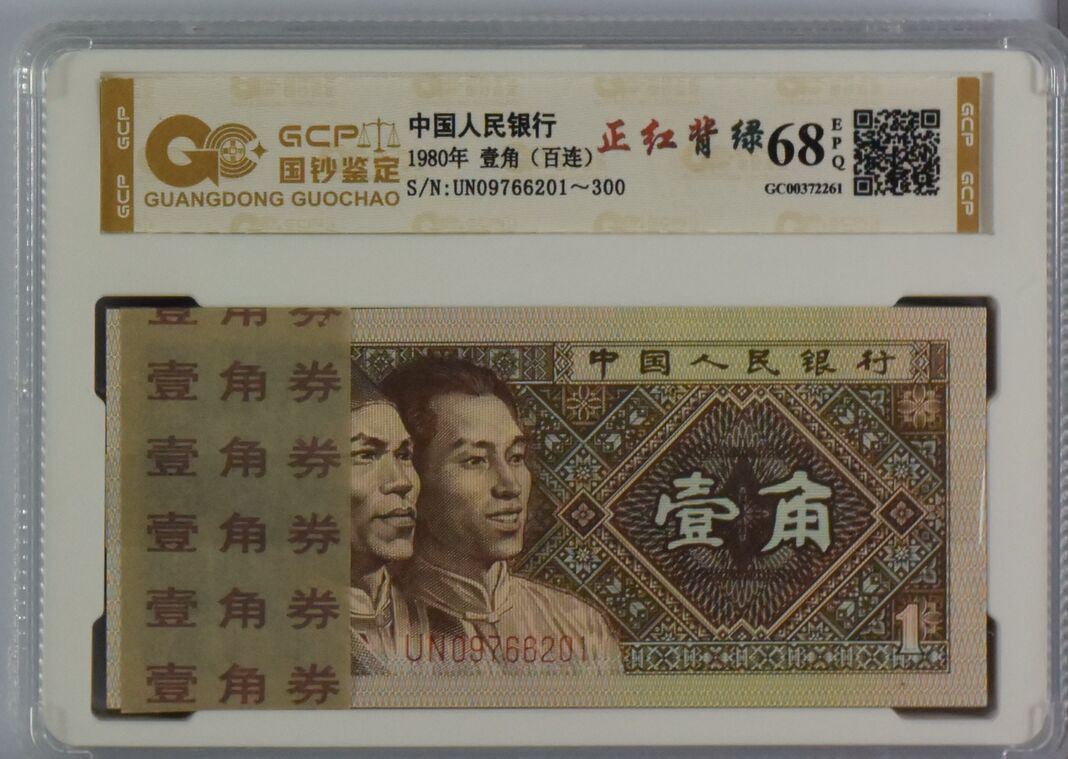 GCP
GCP
GC
GCP
国钞鉴定
GUANGDONG GUOCHAO
中国人民银行
1980年 壹角（百连）
S/N:UN09766201～300
正红背绿
68
EPQ
GC00372261
GCP
GCP
壹角券
壹角券
壹角券
壹角券
壹角券
壹角券
中国人民银行
壹角
1角
UN09766201